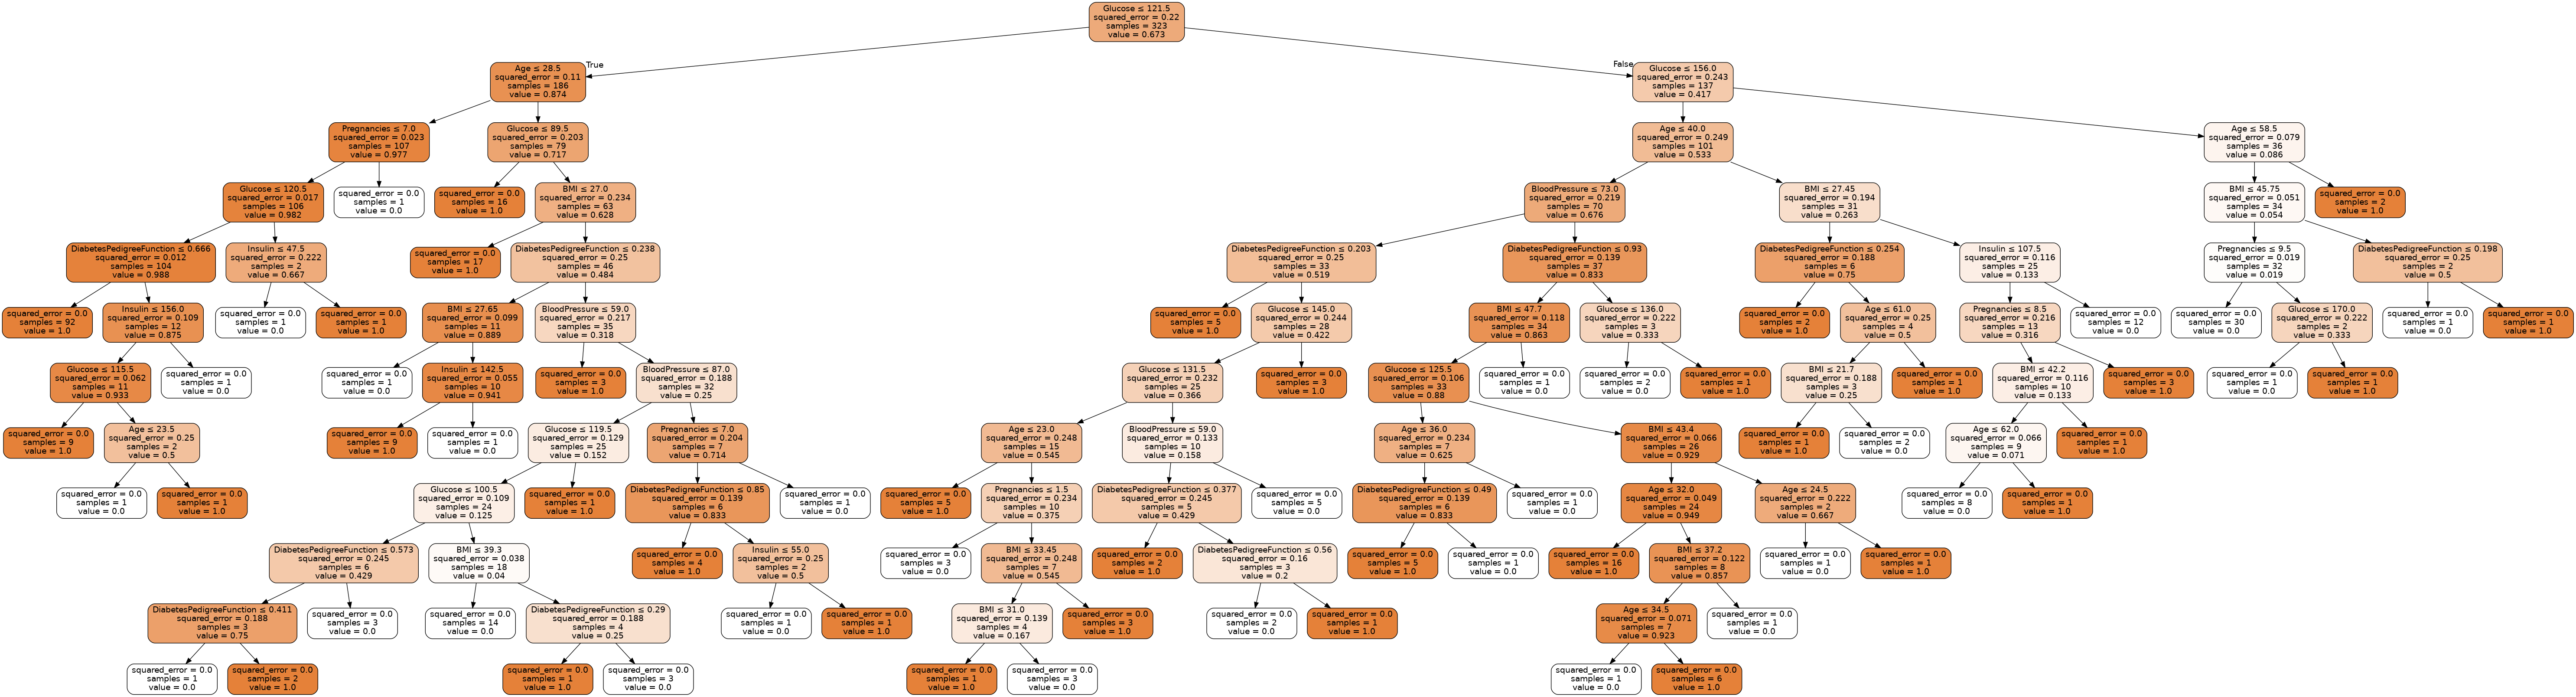 Glucose ≤ 121.5
squared_error = 0.22
samples = 323
value = 0.673
True
False
Age ≤ 28.5
squared_error = 0.11
samples = 186
value = 0.874
Glucose ≤ 156.0
squared_error = 0.243
samples = 137
value = 0.417
Pregnancies ≤ 7.0
squared_error = 0.023
samples = 107
value = 0.977
Glucose ≤ 89.5
squared_error = 0.203
samples = 79
value = 0.717
Age ≤ 40.0
squared_error = 0.249
samples = 101
value = 0.533
Age ≤ 58.5
squared_error = 0.079
samples = 36
value = 0.086
Glucose ≤ 120.5
squared_error = 0.017
samples = 106
value = 0.982
squared_error = 0.0
samples = 1
value = 0.0
squared_error = 0.0
samples = 16
value = 1.0
BMI ≤ 27.0
squared_error = 0.234
samples = 63
value = 0.628
BloodPressure ≤ 73.0
squared_error = 0.219
samples = 70
value = 0.676
BMI ≤ 27.45
squared_error = 0.194
samples = 31
value = 0.263
BMI ≤ 45.75
squared_error = 0.051
samples = 34
value = 0.054
squared_error = 0.0
samples = 2
value = 1.0
DiabetesPedigreeFunction ≤ 0.666
squared_error = 0.012
samples = 104
value = 0.988
Insulin ≤ 47.5
squared_error = 0.222
samples = 2
value = 0.667
squared_error = 0.0
samples = 17
value = 1.0
DiabetesPedigreeFunction ≤ 0.238
squared_error = 0.25
samples = 46
value = 0.484
DiabetesPedigreeFunction ≤ 0.203
squared_error = 0.25
samples = 33
value = 0.519
DiabetesPedigreeFunction ≤ 0.93
squared_error = 0.139
samples = 37
value = 0.833
DiabetesPedigreeFunction ≤ 0.254
squared_error = 0.188
samples = 6
value = 0.75
Insulin ≤ 107.5
squared_error = 0.116
samples = 25
value = 0.133
Pregnancies ≤ 9.5
squared_error = 0.019
samples = 32
value = 0.019
DiabetesPedigreeFunction ≤ 0.198
squared_error = 0.25
samples = 2
value = 0.5
squared_error = 0.0
samples = 92
value = 1.0
Insulin ≤ 156.0
squared_error = 0.109
samples = 12
value = 0.875
squared_error = 0.0
samples = 1
value = 0.0
squared_error = 0.0
samples = 1
value = 1.0
BMI ≤ 27.65
squared_error = 0.099
samples = 11
value = 0.889
BloodPressure ≤ 59.0
squared_error = 0.217
samples = 35
value = 0.318
squared_error = 0.0
samples = 5
value = 1.0
Glucose ≤ 145.0
squared_error = 0.244
samples = 28
value = 0.422
BMI ≤ 47.7
squared_error = 0.118
samples = 34
value = 0.863
Glucose ≤ 136.0
squared_error = 0.222
samples = 3
value = 0.333
squared_error = 0.0
samples = 2
value = 1.0
Age ≤ 61.0
squared_error = 0.25
samples = 4
value = 0.5
Pregnancies ≤ 8.5
squared_error = 0.216
samples = 13
value = 0.316
squared_error = 0.0
samples = 12
value = 0.0
squared_error = 0.0
samples = 30
value = 0.0
Glucose ≤ 170.0
squared_error = 0.222
samples = 2
value = 0.333
squared_error = 0.0
samples = 1
value = 0.0
squared_error = 0.0
samples = 1
value = 1.0
Glucose ≤ 115.5
squared_error = 0.062
samples = 11
value = 0.933
squared_error = 0.0
samples = 1
value = 0.0
squared_error = 0.0
samples = 1
value = 0.0
Insulin ≤ 142.5
squared_error = 0.055
samples = 10
value = 0.941
squared_error = 0.0
samples = 3
value = 1.0
BloodPressure ≤ 87.0
squared_error = 0.188
samples = 32
value = 0.25
Glucose ≤ 131.5
squared_error = 0.232
samples = 25
value = 0.366
squared_error = 0.0
samples = 3
value = 1.0
Glucose ≤ 125.5
squared_error = 0.106
samples = 33
value = 0.88
squared_error = 0.0
samples = 1
value = 0.0
squared_error = 0.0
samples = 2
value = 0.0
squared_error = 0.0
samples = 1
value = 1.0
BMI ≤ 21.7
squared_error = 0.188
samples = 3
value = 0.25
squared_error = 0.0
samples = 1
value = 1.0
BMI ≤ 42.2
squared_error = 0.116
samples = 10
value = 0.133
squared_error = 0.0
samples = 3
value = 1.0
squared_error = 0.0
samples = 1
value = 0.0
squared_error = 0.0
samples = 1
value = 1.0
squared_error = 0.0
samples = 9
value = 1.0
Age ≤ 23.5
squared_error = 0.25
samples = 2
value = 0.5
squared_error = 0.0
samples = 9
value = 1.0
squared_error = 0.0
samples = 1
value = 0.0
Glucose ≤ 119.5
squared_error = 0.129
samples = 25
value = 0.152
Pregnancies ≤ 7.0
squared_error = 0.204
samples = 7
value = 0.714
Age ≤ 23.0
squared_error = 0.248
samples = 15
value = 0.545
BloodPressure ≤ 59.0
squared_error = 0.133
samples = 10
value = 0.158
Age ≤ 36.0
squared_error = 0.234
samples = 7
value = 0.625
BMI ≤ 43.4
squared_error = 0.066
samples = 26
value = 0.929
squared_error = 0.0
samples = 1
value = 1.0
squared_error = 0.0
samples = 2
value = 0.0
Age ≤ 62.0
squared_error = 0.066
samples = 9
value = 0.071
squared_error = 0.0
samples = 1
value = 1.0
squared_error = 0.0
samples = 1
value = 0.0
squared_error = 0.0
samples = 1
value = 1.0
Glucose ≤ 100.5
squared_error = 0.109
samples = 24
value = 0.125
squared_error = 0.0
samples = 1
value = 1.0
DiabetesPedigreeFunction ≤ 0.85
squared_error = 0.139
samples = 6
value = 0.833
squared_error = 0.0
samples = 1
value = 0.0
squared_error = 0.0
samples = 5
value = 1.0
Pregnancies ≤ 1.5
squared_error = 0.234
samples = 10
value = 0.375
DiabetesPedigreeFunction ≤ 0.377
squared_error = 0.245
samples = 5
value = 0.429
squared_error = 0.0
samples = 5
value = 0.0
DiabetesPedigreeFunction ≤ 0.49
squared_error = 0.139
samples = 6
value = 0.833
squared_error = 0.0
samples = 1
value = 0.0
Age ≤ 32.0
squared_error = 0.049
samples = 24
value = 0.949
Age ≤ 24.5
squared_error = 0.222
samples = 2
value = 0.667
squared_error = 0.0
samples = 8
value = 0.0
squared_error = 0.0
samples = 1
value = 1.0
DiabetesPedigreeFunction ≤ 0.573
squared_error = 0.245
samples = 6
value = 0.429
BMI ≤ 39.3
squared_error = 0.038
samples = 18
value = 0.04
squared_error = 0.0
samples = 4
value = 1.0
Insulin ≤ 55.0
squared_error = 0.25
samples = 2
value = 0.5
squared_error = 0.0
samples = 3
value = 0.0
BMI ≤ 33.45
squared_error = 0.248
samples = 7
value = 0.545
squared_error = 0.0
samples = 2
value = 1.0
DiabetesPedigreeFunction ≤ 0.56
squared_error = 0.16
samples = 3
value = 0.2
squared_error = 0.0
samples = 5
value = 1.0
squared_error = 0.0
samples = 1
value = 0.0
squared_error = 0.0
samples = 16
value = 1.0
BMI ≤ 37.2
squared_error = 0.122
samples = 8
value = 0.857
squared_error = 0.0
samples = 1
value = 0.0
squared_error = 0.0
samples = 1
value = 1.0
DiabetesPedigreeFunction ≤ 0.411
squared_error = 0.188
samples = 3
value = 0.75
squared_error = 0.0
samples = 3
value = 0.0
squared_error = 0.0
samples = 14
value = 0.0
DiabetesPedigreeFunction ≤ 0.29
squared_error = 0.188
samples = 4
value = 0.25
squared_error = 0.0
samples = 1
value = 0.0
squared_error = 0.0
samples = 1
value = 1.0
BMI ≤ 31.0
squared_error = 0.139
samples = 4
value = 0.167
squared_error = 0.0
samples = 3
value = 1.0
squared_error = 0.0
samples = 2
value = 0.0
squared_error = 0.0
samples = 1
value = 1.0
Age ≤ 34.5
squared_error = 0.071
samples = 7
value = 0.923
squared_error = 0.0
samples = 1
value = 0.0
squared_error = 0.0
samples = 1
value = 0.0
squared_error = 0.0
samples = 2
value = 1.0
squared_error = 0.0
samples = 1
value = 1.0
squared_error = 0.0
samples = 3
value = 0.0
squared_error = 0.0
samples = 1
value = 1.0
squared_error = 0.0
samples = 3
value = 0.0
squared_error = 0.0
samples = 1
value = 0.0
squared_error = 0.0
samples = 6
value = 1.0